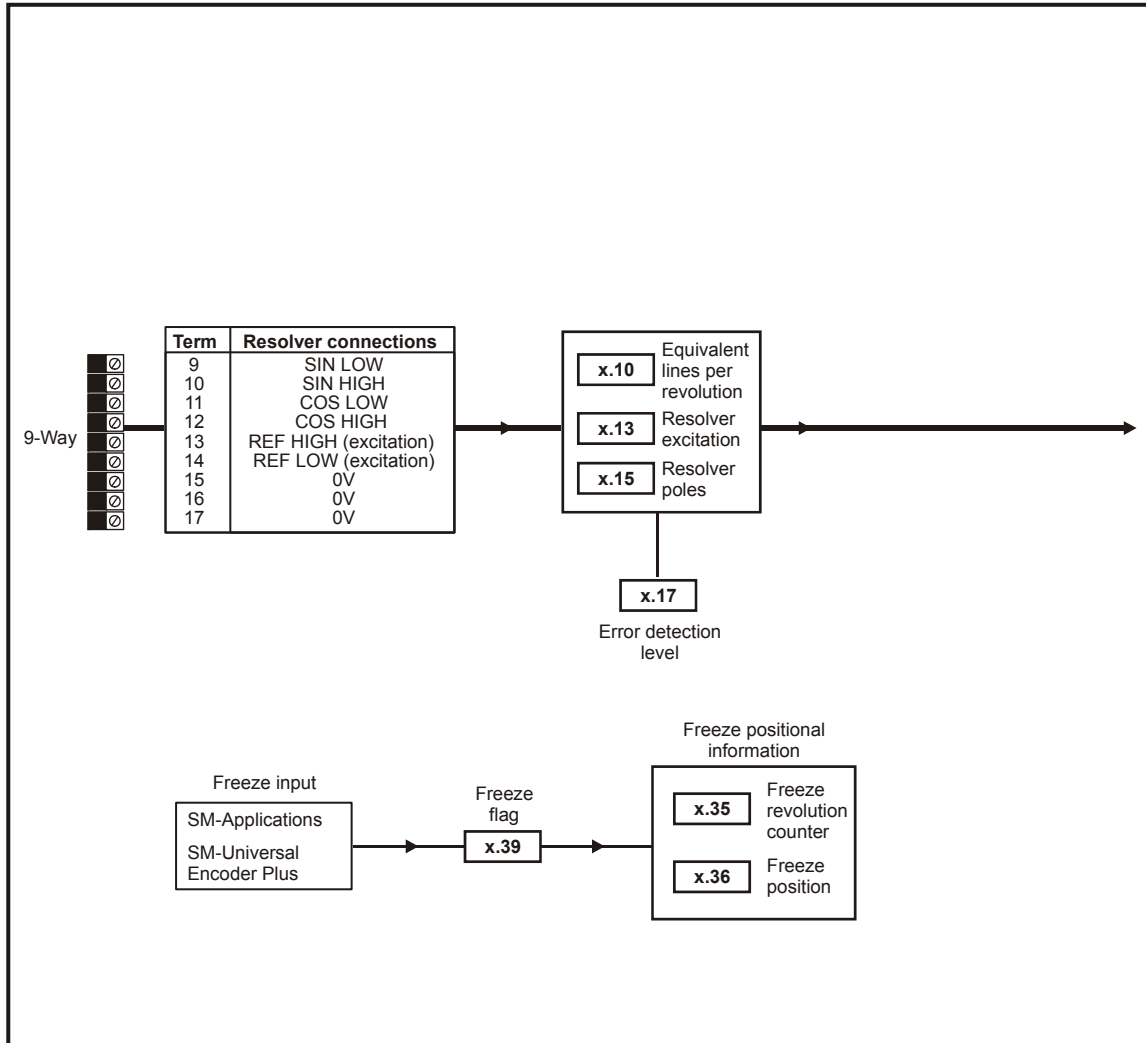 9-Way
Term Resolver connections
9 SIN LOW
10 SIN HIGH
11 COS LOW
12 COS HIGH
13 REF HIGH (excitation)
14 REF LOW (excitation)
15 0V
16 0V
17 0V
x.10 Equivalent
lines per
revolution
x.13 Resolver
excitation
x.15 Resolver
poles
x.17
Error detection
level
Freeze input
SM-Applications
SM-Universal
Encoder Plus
Freeze
flag
x.39
Freeze positional
information
x.35 Freeze
revolution
counter
x.36 Freeze
position